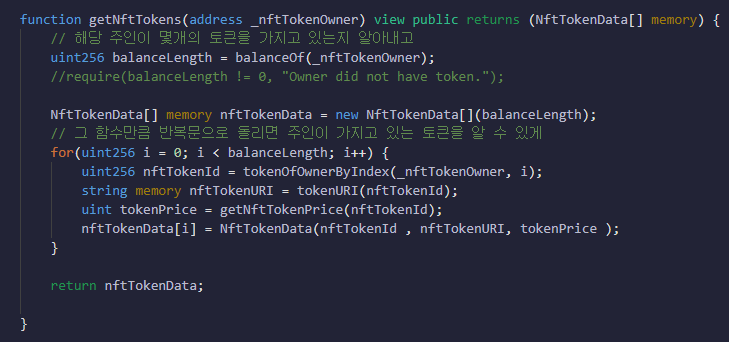 function getNftTokens(address _nftTokenOwner) view public returns (NftTokenData[] memory) {
// 해당 주인이 몇개의 토큰을 가지고 있는지 알아내고
uint256 balanceLength = balanceOf(_nftTokenOwner);
//require(balanceLength != 0, "Owner did not have token.");
NftTokenData[] memory nftTokenData = new NftTokenData[](balanceLength);
// 그 함수만큼 반복문으로 돌리면 주인이 가지고 있는 토큰을 알 수 있게
for(uint256 i = 0; i < balanceLength; i++) {
uint256 nftTokenId = tokenOfOwnerByIndex(_nftTokenOwner, i);
string memory nftTokenURI = tokenURI(nftTokenId);
uint tokenPrice = getNftTokenPrice(nftTokenId);
nftTokenData[i] = NftTokenData(nftTokenId , nftTokenURI, tokenPrice );
}
return nftTokenData;
}